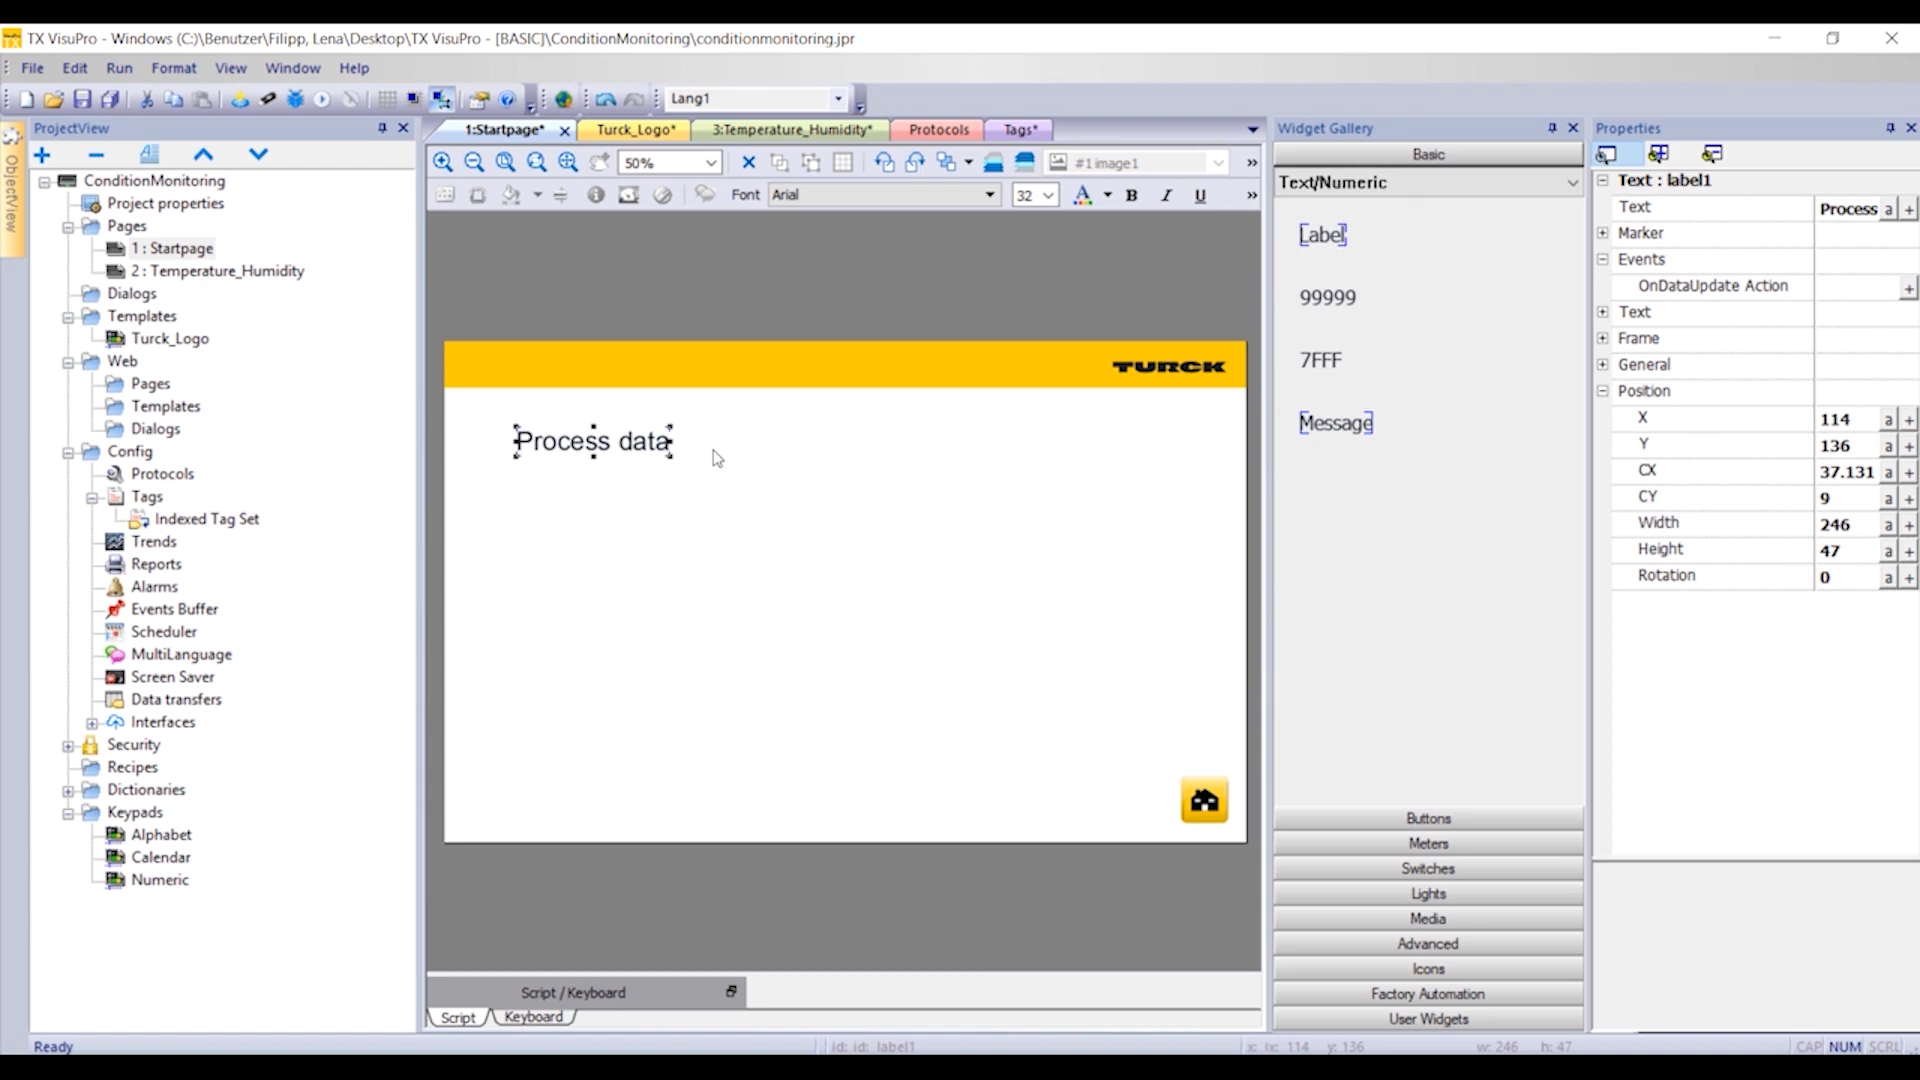 TX VisuPro - Windows (C:)\Benutzer\Filipp, Lena\Desktop\TX VisuPro - [BASIC]\ConditionMonitoring\conditionmonitoring.jpr
File Edit Run Format View Window Help
Lang1
ObjectView
ProjectView
ConditionMonitoring
Project properties
Pages
1 : Startpage
2 : Temperature_Humidity
Dialogs
Templates
Turck_Logo
Web
Pages
Templates
Dialogs
Config
Protocols
Tags
Indexed Tag Set
Trends
Reports
Alarms
Events Buffer
Scheduler
MultiLanguage
Screen Saver
Data transfers
Interfaces
Security
Recipes
Dictionaries
Keypads
Alphabet
Calendar
Numeric
1:Startpage* Turck_Logo* 3:Temperature_Humidity* Protocols Tags*
50% #1 image1
Font Arial 32 A B I U
TURCK
Process data
Script / Keyboard
Script Keyboard
Widget Gallery
Basic
Text/Numeric
Label
99999
7FFF
Message
Buttons
Meters
Switches
Lights
Media
Advanced
Icons
Factory Automation
User Widgets
Properties
Text : label1
Text Process a +
Marker
Events
OnDataUpdate Action +
Text
Frame
General
Position
X 114 a +
Y 136 a +
CX 37.131 a +
CY 9 a +
Width 246 a +
Height 47 a +
Rotation 0 a +
Ready id: id: label1 x: lx: 114 y: 136 w: 246 h: 47 CAP NUM SCRL